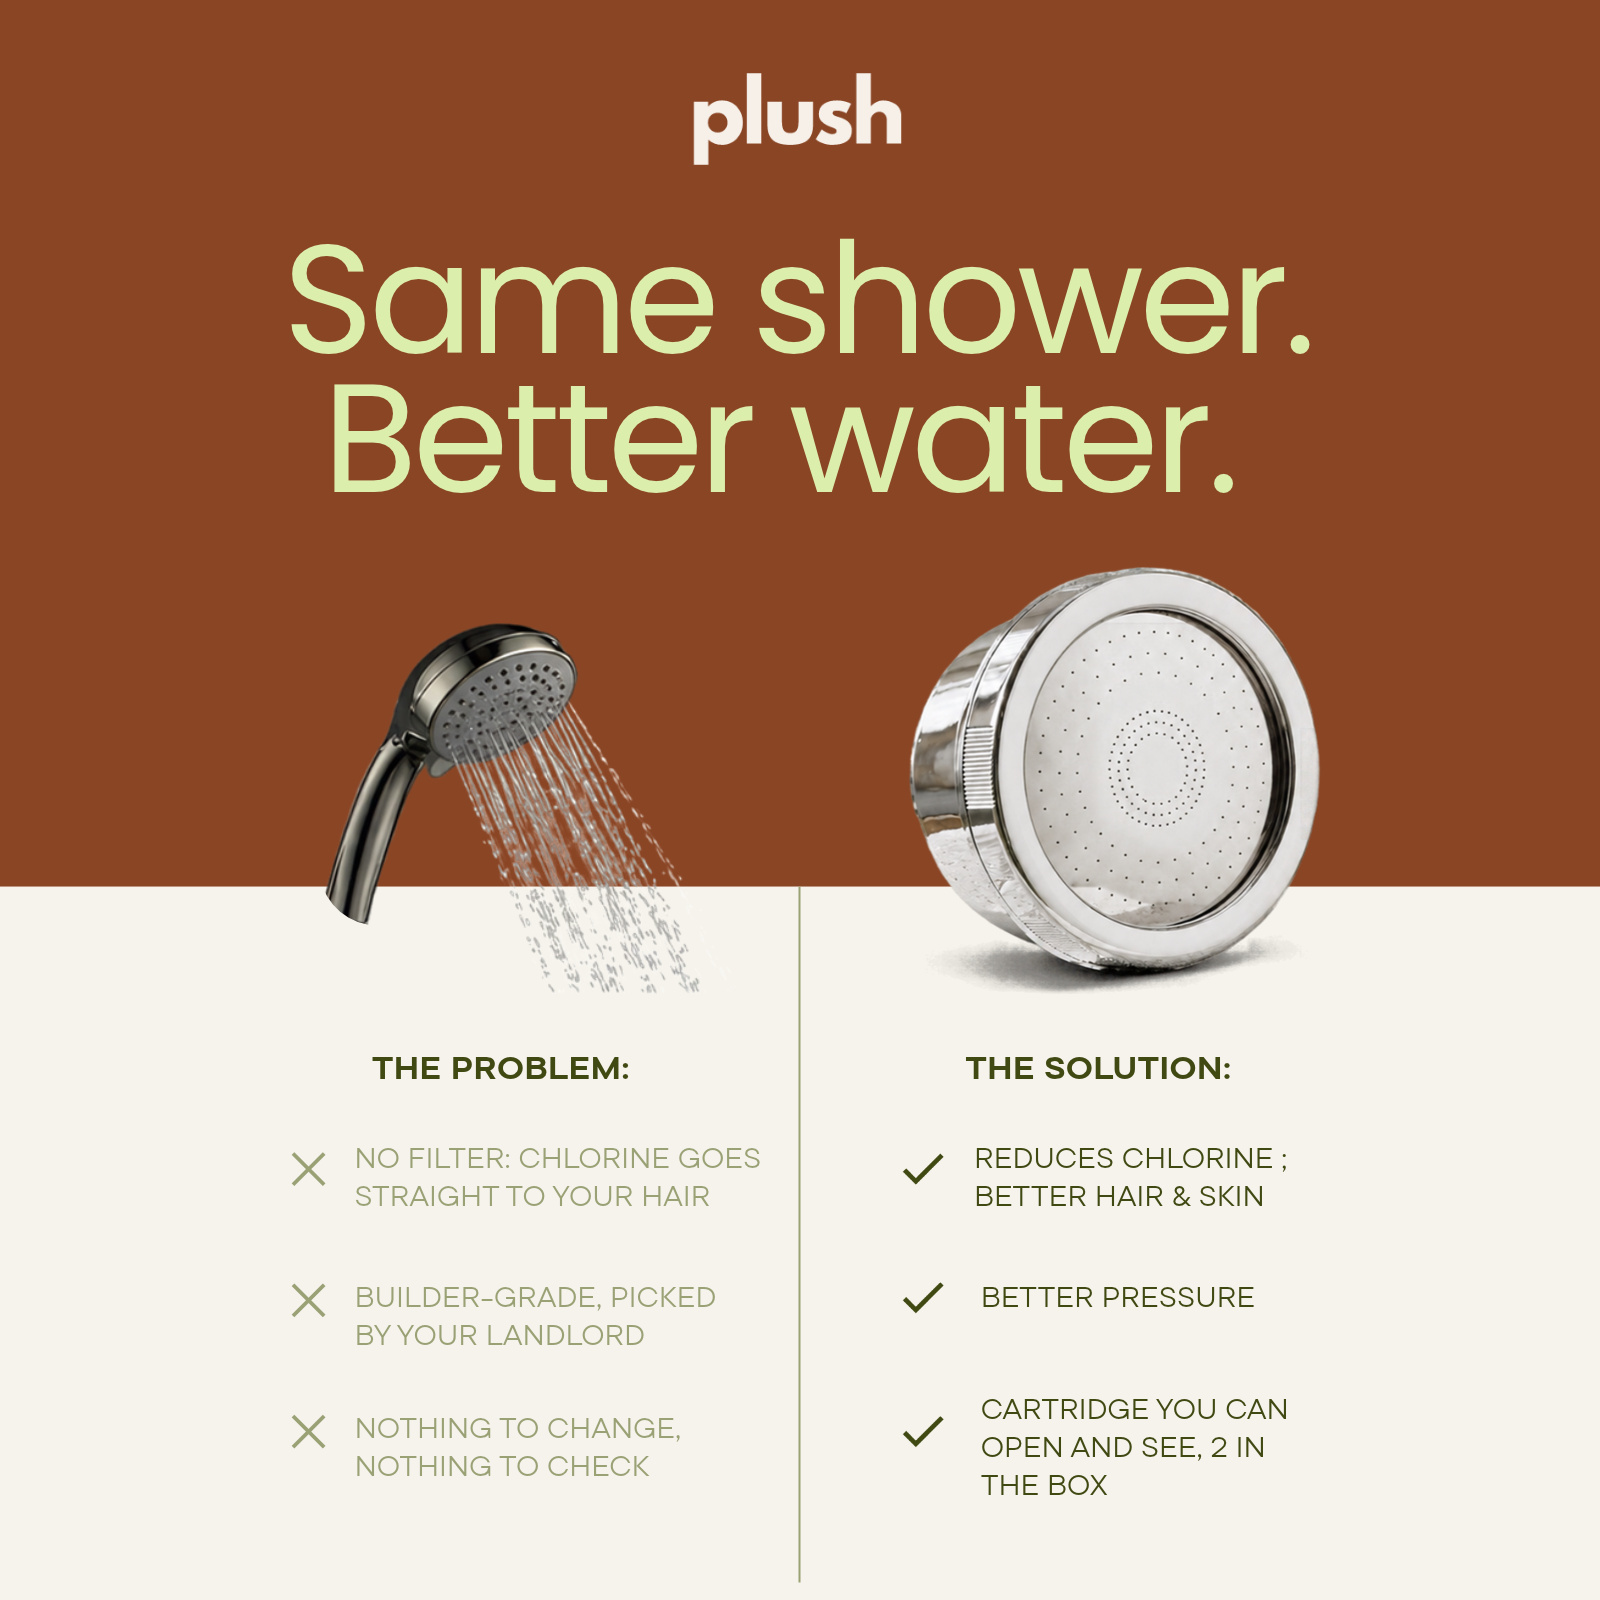 plush
Same shower.
Better water.
THE PROBLEM:
NO FILTER: CHLORINE GOES
STRAIGHT TO YOUR HAIR
BUILDER-GRADE, PICKED
BY YOUR LANDLORD
NOTHING TO CHANGE,
NOTHING TO CHECK
THE SOLUTION:
REDUCES CHLORINE ;
BETTER HAIR & SKIN
BETTER PRESSURE
CARTRIDGE YOU CAN
OPEN AND SEE, 2 IN
THE BOX